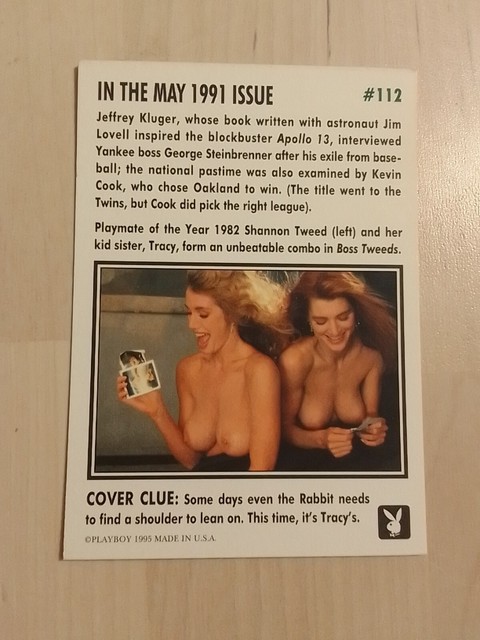 IN THE MAY 1991 ISSUE #112
Jeffrey Kluger, whose book written with astronaut Jim
Lovell inspired the blockbuster Apollo 13, interviewed
Yankee boss George Steinbrenner after his exile from base-
ball; the national pastime was also examined by Kevin
Cook, who chose Oakland to win. (The title went to the
Twins, but Cook did pick the right league).
Playmate of the Year 1982 Shannon Tweed (left) and her
kid sister, Tracy, form an unbeatable combo in Boss Tweeds.
COVER CLUE: Some days even the Rabbit needs
to find a shoulder to lean on. This time, it's Tracy's.
©PLAYBOY 1995 MADE IN U.S.A.